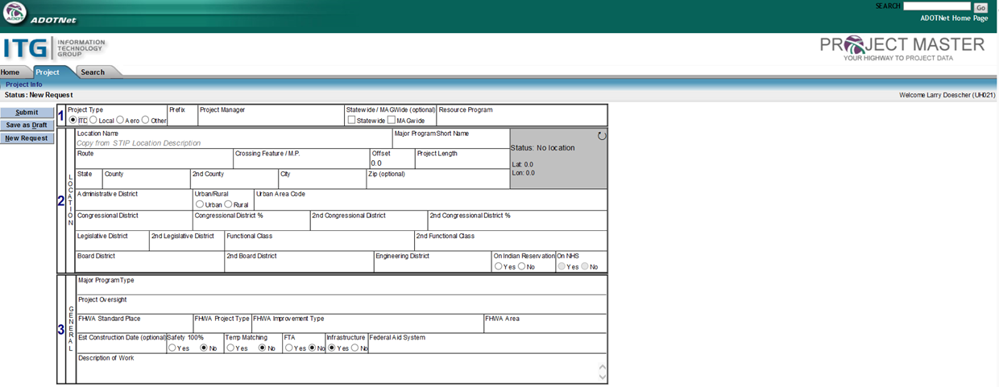 SEARCH Go
ADOT ADOTNet ADOTNet Home Page
ITG INFORMATION TECHNOLOGY GROUP
PROJECT MASTER
YOUR HIGHWAY TO PROJECT DATA
Home Project Search
Project Info
Status: New Request Welcome Larry Doescher (UH021)
Submit
Save as Draft
New Request
1 Project Type Prefix Project Manager Statewide / MAGWide (optional) Resource Program
ITD Local Aero Other Statewide MAGWide
2 LOCATION
Location Name Major Program Short Name
Copy from STIP Location Description
Status: No location
Route Crossing Feature / M.P. Offset Project Length
0.0
Lat: 0.0
Lon: 0.0
State County 2nd County City Zip (optional)
Administrative District Urban/Rural Urban Area Code
Urban Rural
Congressional District Congressional District % 2nd Congressional District 2nd Congressional District %
Legislative District 2nd Legislative District Functional Class 2nd Functional Class
Board District 2nd Board District Engineering District On Indian Reservation On NHS
Yes No Yes No
3 GENERAL
Major Program Type
Project Oversight
FHWA Standard Place FHWA Project Type FHWA Improvement Type FHWA Area
Est Construction Date (optional) Safety 100% Temp Matching FTA Infrastructure Federal Aid System
Yes No Yes No Yes No Yes No
Description of Work